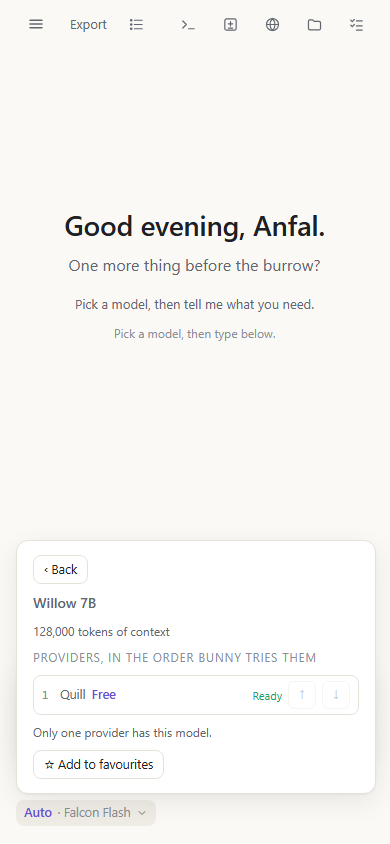 Export
Good evening, Anfal.
One more thing before the burrow?
Pick a model, then tell me what you need.
Pick a model, then type below.
‹ Back
Willow 7B
128,000 tokens of context
PROVIDERS, IN THE ORDER BUNNY TRIES THEM
1 Quill Free Ready ↑ ↓
Only one provider has this model.
☆ Add to favourites
Auto · Falcon Flash